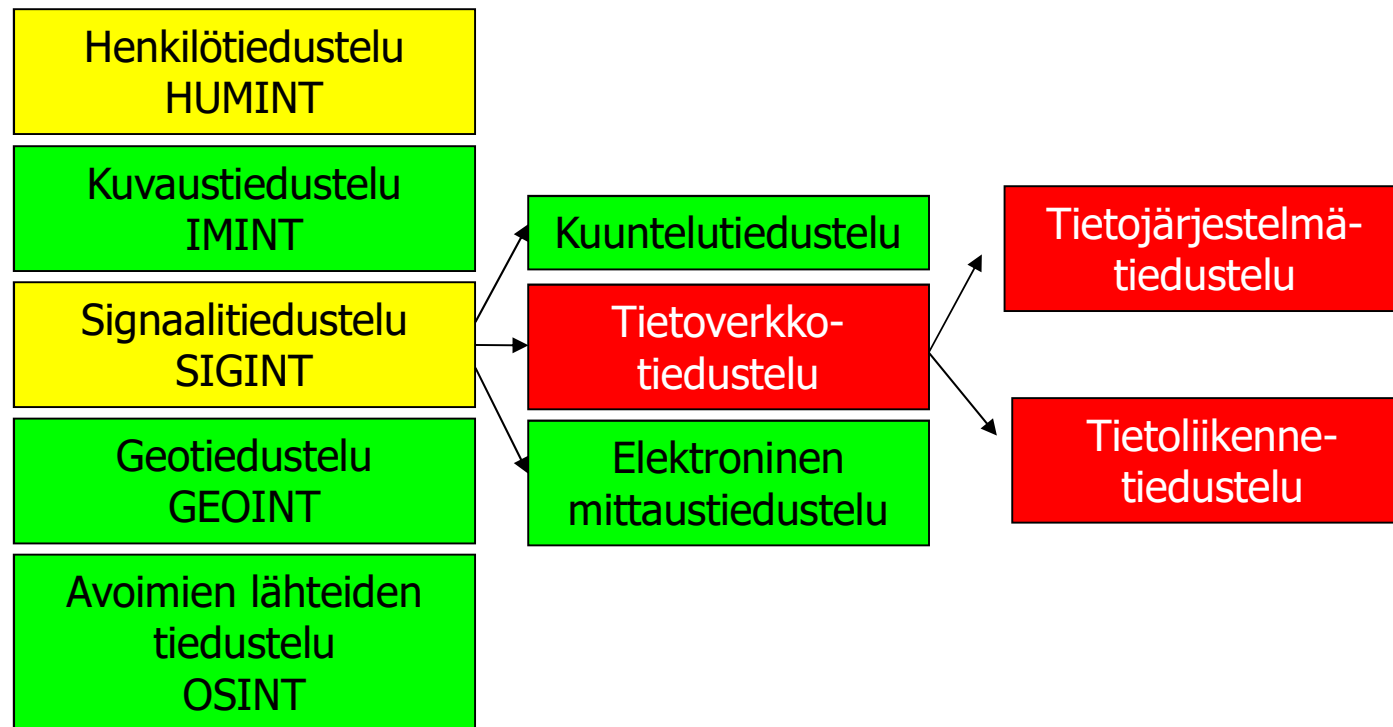 Henkilötiedustelu
HUMINT
Kuvaustiedustelu
IMINT
Signaalitiedustelu
SIGINT
Geotiedustelu
GEOINT
Avoimien lähteiden
tiedustelu
OSINT
Kuuntelutiedustelu
Tietoverkko-
tiedustelu
Elektroninen
mittaustiedustelu
Tietojärjestelmä-
tiedustelu
Tietoliikenne-
tiedustelu